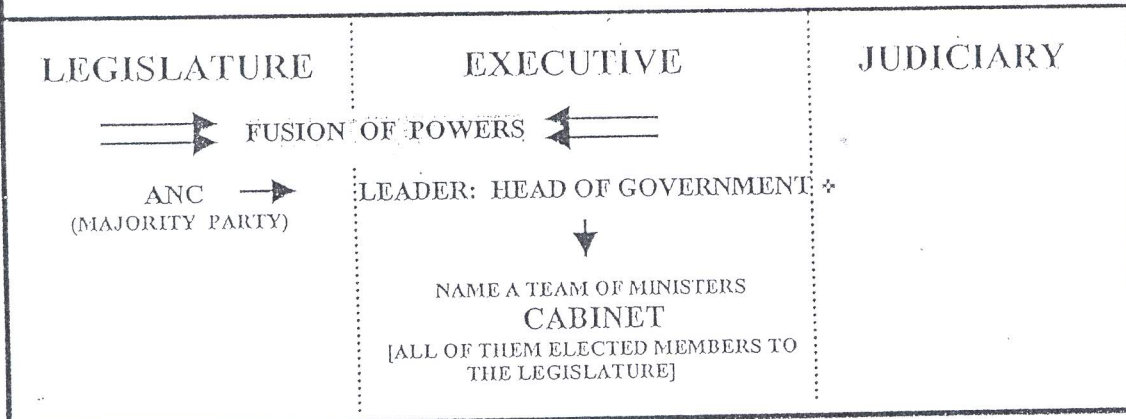 LEGISLATURE EXECUTIVE JUDICIARY
FUSION OF POWERS
ANC LEADER: HEAD OF GOVERNMENT
(MAJORITY PARTY)
NAME A TEAM OF MINISTERS
CABINET
[ALL OF THEM ELECTED MEMBERS TO
THE LEGISLATURE]